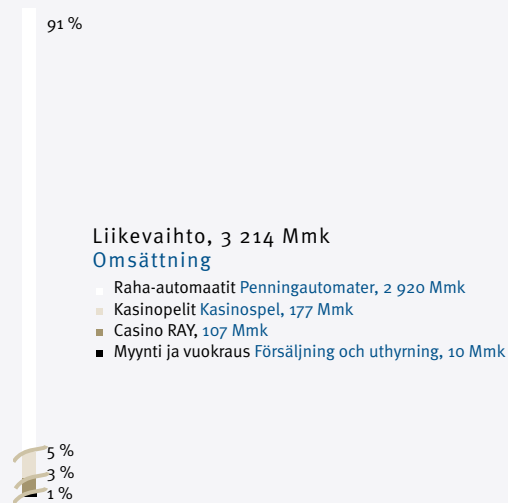 91 %
Liikevaihto, 3 214 Mmk
Omsättning
Raha-automaatit Penningautomater, 2 920 Mmk
Kasinopelit Kasinospel, 177 Mmk
Casino RAY, 107 Mmk
Myynti ja vuokraus Försäljning och uthyrning, 10 Mmk
5 %
3 %
1 %